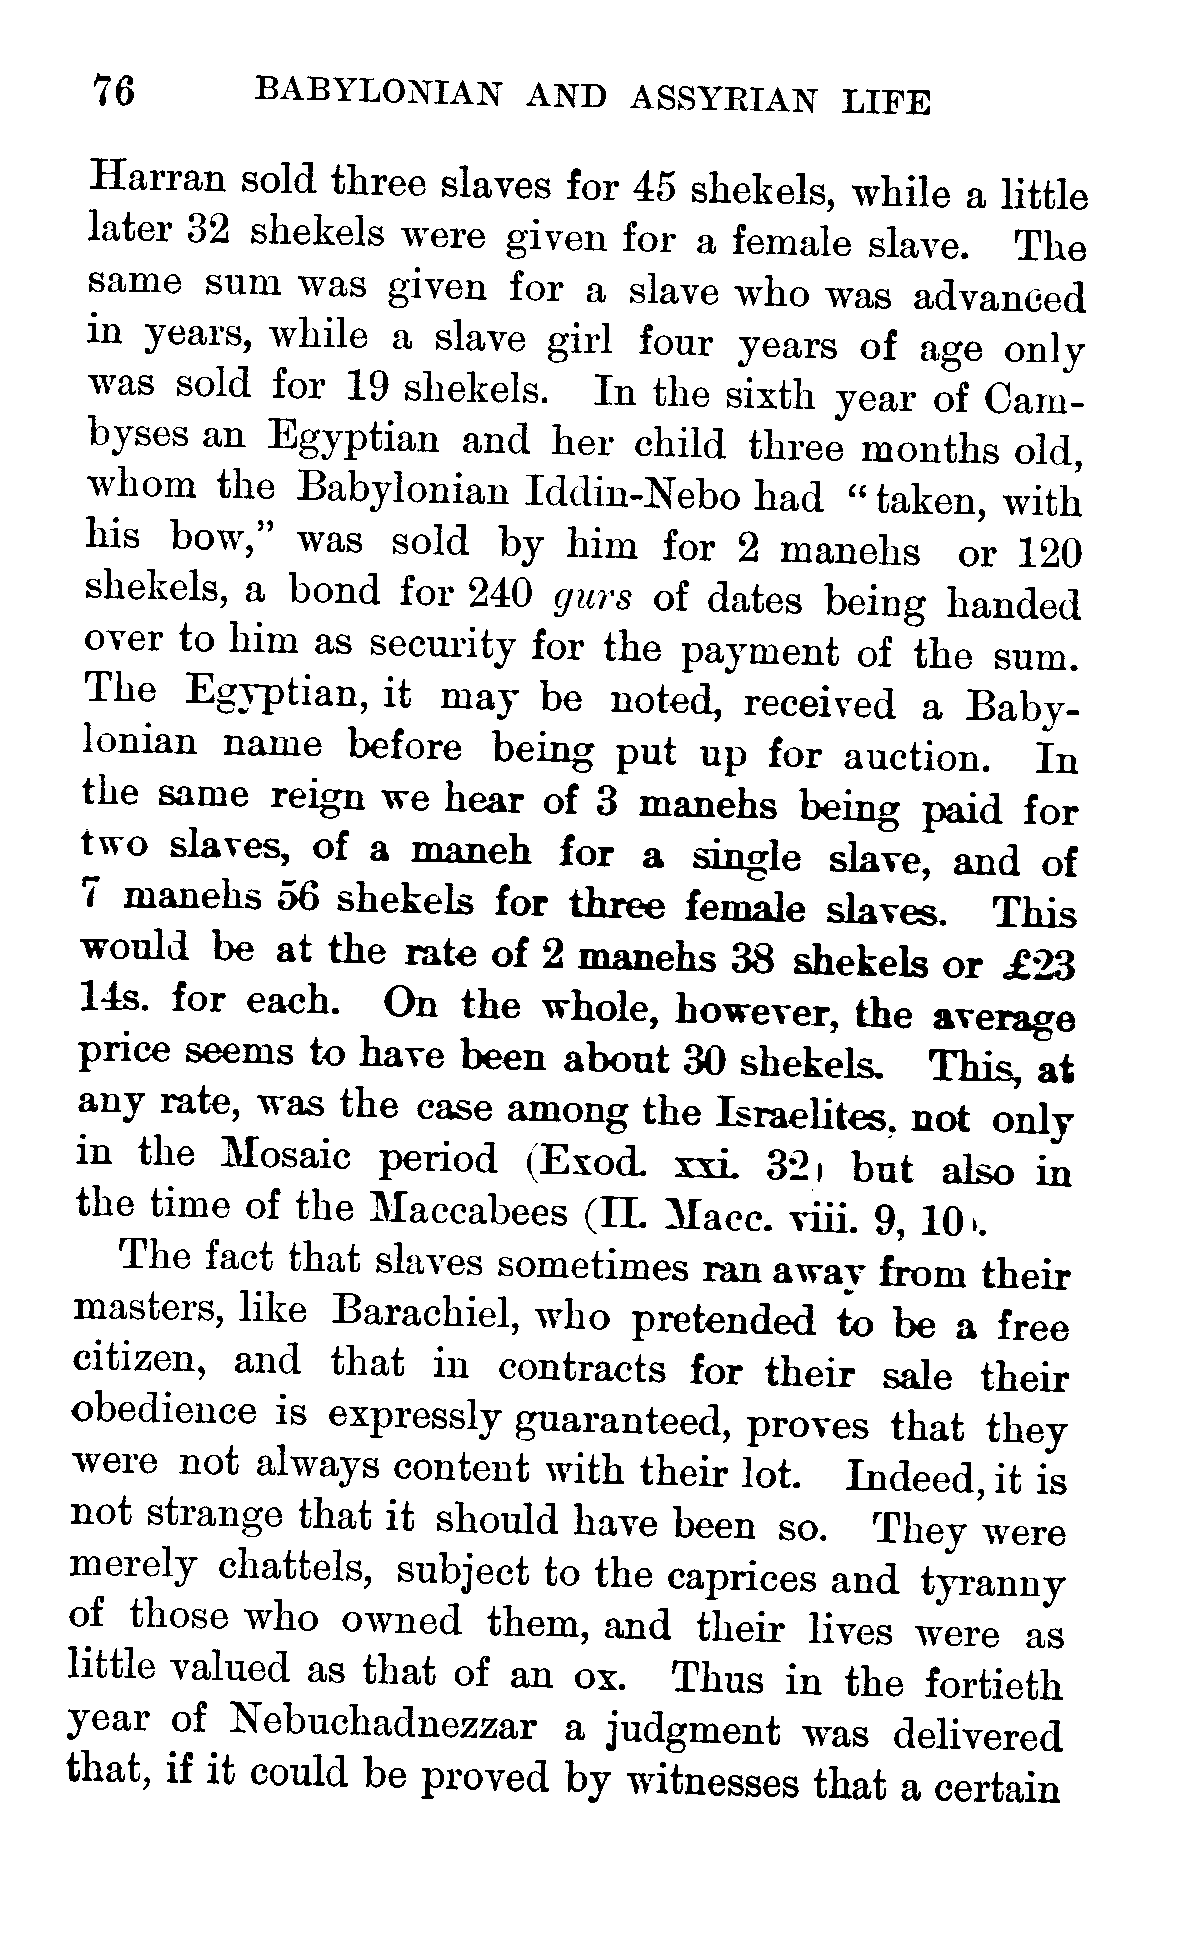 76 BABYLONIAN AND ASSYRIAN LIFE
Harran sold three slaves for 45 shekels, while a little
later 32 shekels were given for a female slave. The
same sum was given for a slave who was advanced
in years, while a slave girl four years of age only
was sold for 19 shekels. In the sixth year of Cam-
byses an Egyptian and her child three months old,
whom the Babylonian Iddin-Nebo had “taken, with
his bow,” was sold by him for 2 manehs or 120
shekels, a bond for 240 gurs of dates being handed
over to him as security for the payment of the sum.
The Egyptian, it may be noted, received a Baby-
lonian name before being put up for auction. In
the same reign we hear of 3 manehs being paid for
two slaves, of a maneh for a single slave, and of
7 manehs 56 shekels for three female slaves. This
would be at the rate of 2 manehs 38 shekels or £23
14s. for each. On the whole, however, the average
price seems to have been about 30 shekels. This, at
any rate, was the case among the Israelites, not only
in the Mosaic period (Exod. xxi. 32) but also in
the time of the Maccabees (II. Macc. viii. 9, 10).
The fact that slaves sometimes ran away from their
masters, like Barachiel, who pretended to be a free
citizen, and that in contracts for their sale their
obedience is expressly guaranteed, proves that they
were not always content with their lot. Indeed, it is
not strange that it should have been so. They were
merely chattels, subject to the caprices and tyranny
of those who owned them, and their lives were as
little valued as that of an ox. Thus in the fortieth
year of Nebuchadnezzar a judgment was delivered
that, if it could be proved by witnesses that a certain